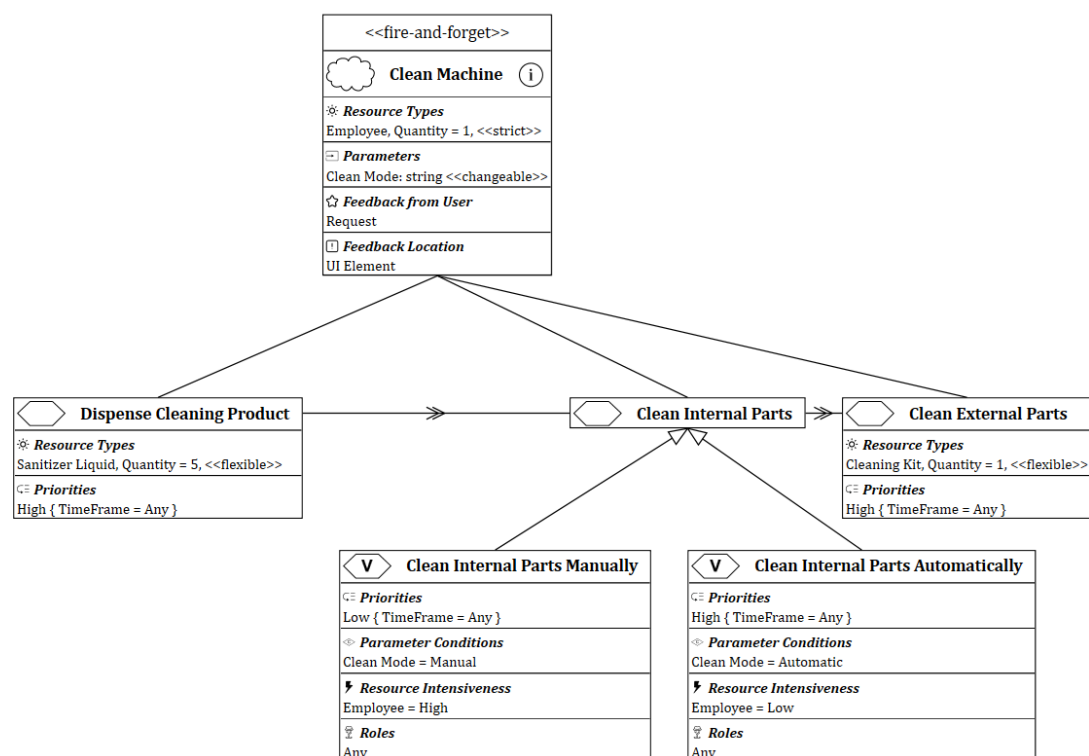 <<fire-and-forget>>
Clean Machine
i
Resource Types
Employee, Quantity = 1, <<strict>>
Parameters
Clean Mode: string <<changeable>>
Feedback from User
Request
Feedback Location
UI Element
Dispense Cleaning Product
Resource Types
Sanitizer Liquid, Quantity = 5, <<flexible>>
Priorities
High { TimeFrame = Any }
Clean Internal Parts
Clean External Parts
Resource Types
Cleaning Kit, Quantity = 1, <<flexible>>
Priorities
High { TimeFrame = Any }
V Clean Internal Parts Manually
Priorities
Low { TimeFrame = Any }
Parameter Conditions
Clean Mode = Manual
Resource Intensiveness
Employee = High
Roles
Any
V Clean Internal Parts Automatically
Priorities
High { TimeFrame = Any }
Parameter Conditions
Clean Mode = Automatic
Resource Intensiveness
Employee = Low
Roles
Any